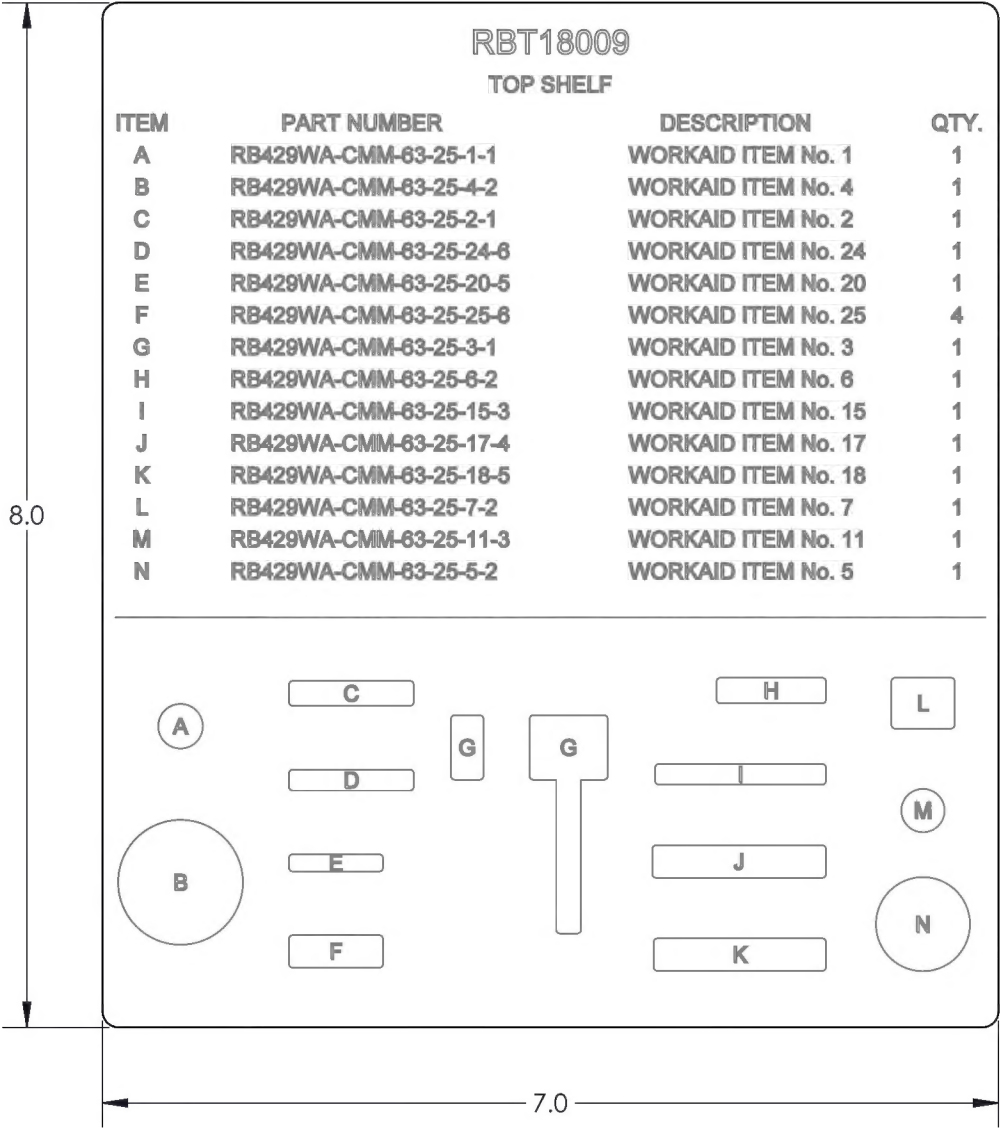 RBT18009
TOP SHELF
ITEM PART NUMBER DESCRIPTION QTY.
A RB429WA-CMM-63-25-1-1 WORKAID ITEM No. 1 1
B RB429WA-CMM-63-25-4-2 WORKAID ITEM No. 4 1
C RB429WA-CMM-63-25-2-1 WORKAID ITEM No. 2 1
D RB429WA-CMM-63-25-24-6 WORKAID ITEM No. 24 1
E RB429WA-CMM-63-25-20-5 WORKAID ITEM No. 20 1
F RB429WA-CMM-63-25-25-6 WORKAID ITEM No. 25 4
G RB429WA-CMM-63-25-3-1 WORKAID ITEM No. 3 1
H RB429WA-CMM-63-25-6-2 WORKAID ITEM No. 6 1
I RB429WA-CMM-63-25-15-3 WORKAID ITEM No. 15 1
J RB429WA-CMM-63-25-17-4 WORKAID ITEM No. 17 1
K RB429WA-CMM-63-25-18-5 WORKAID ITEM No. 18 1
L RB429WA-CMM-63-25-7-2 WORKAID ITEM No. 7 1
M RB429WA-CMM-63-25-11-3 WORKAID ITEM No. 11 1
N RB429WA-CMM-63-25-5-2 WORKAID ITEM No. 5 1
8.0
A
B
C
D
E
F
G
G
H
I
J
K
L
M
N
7.0